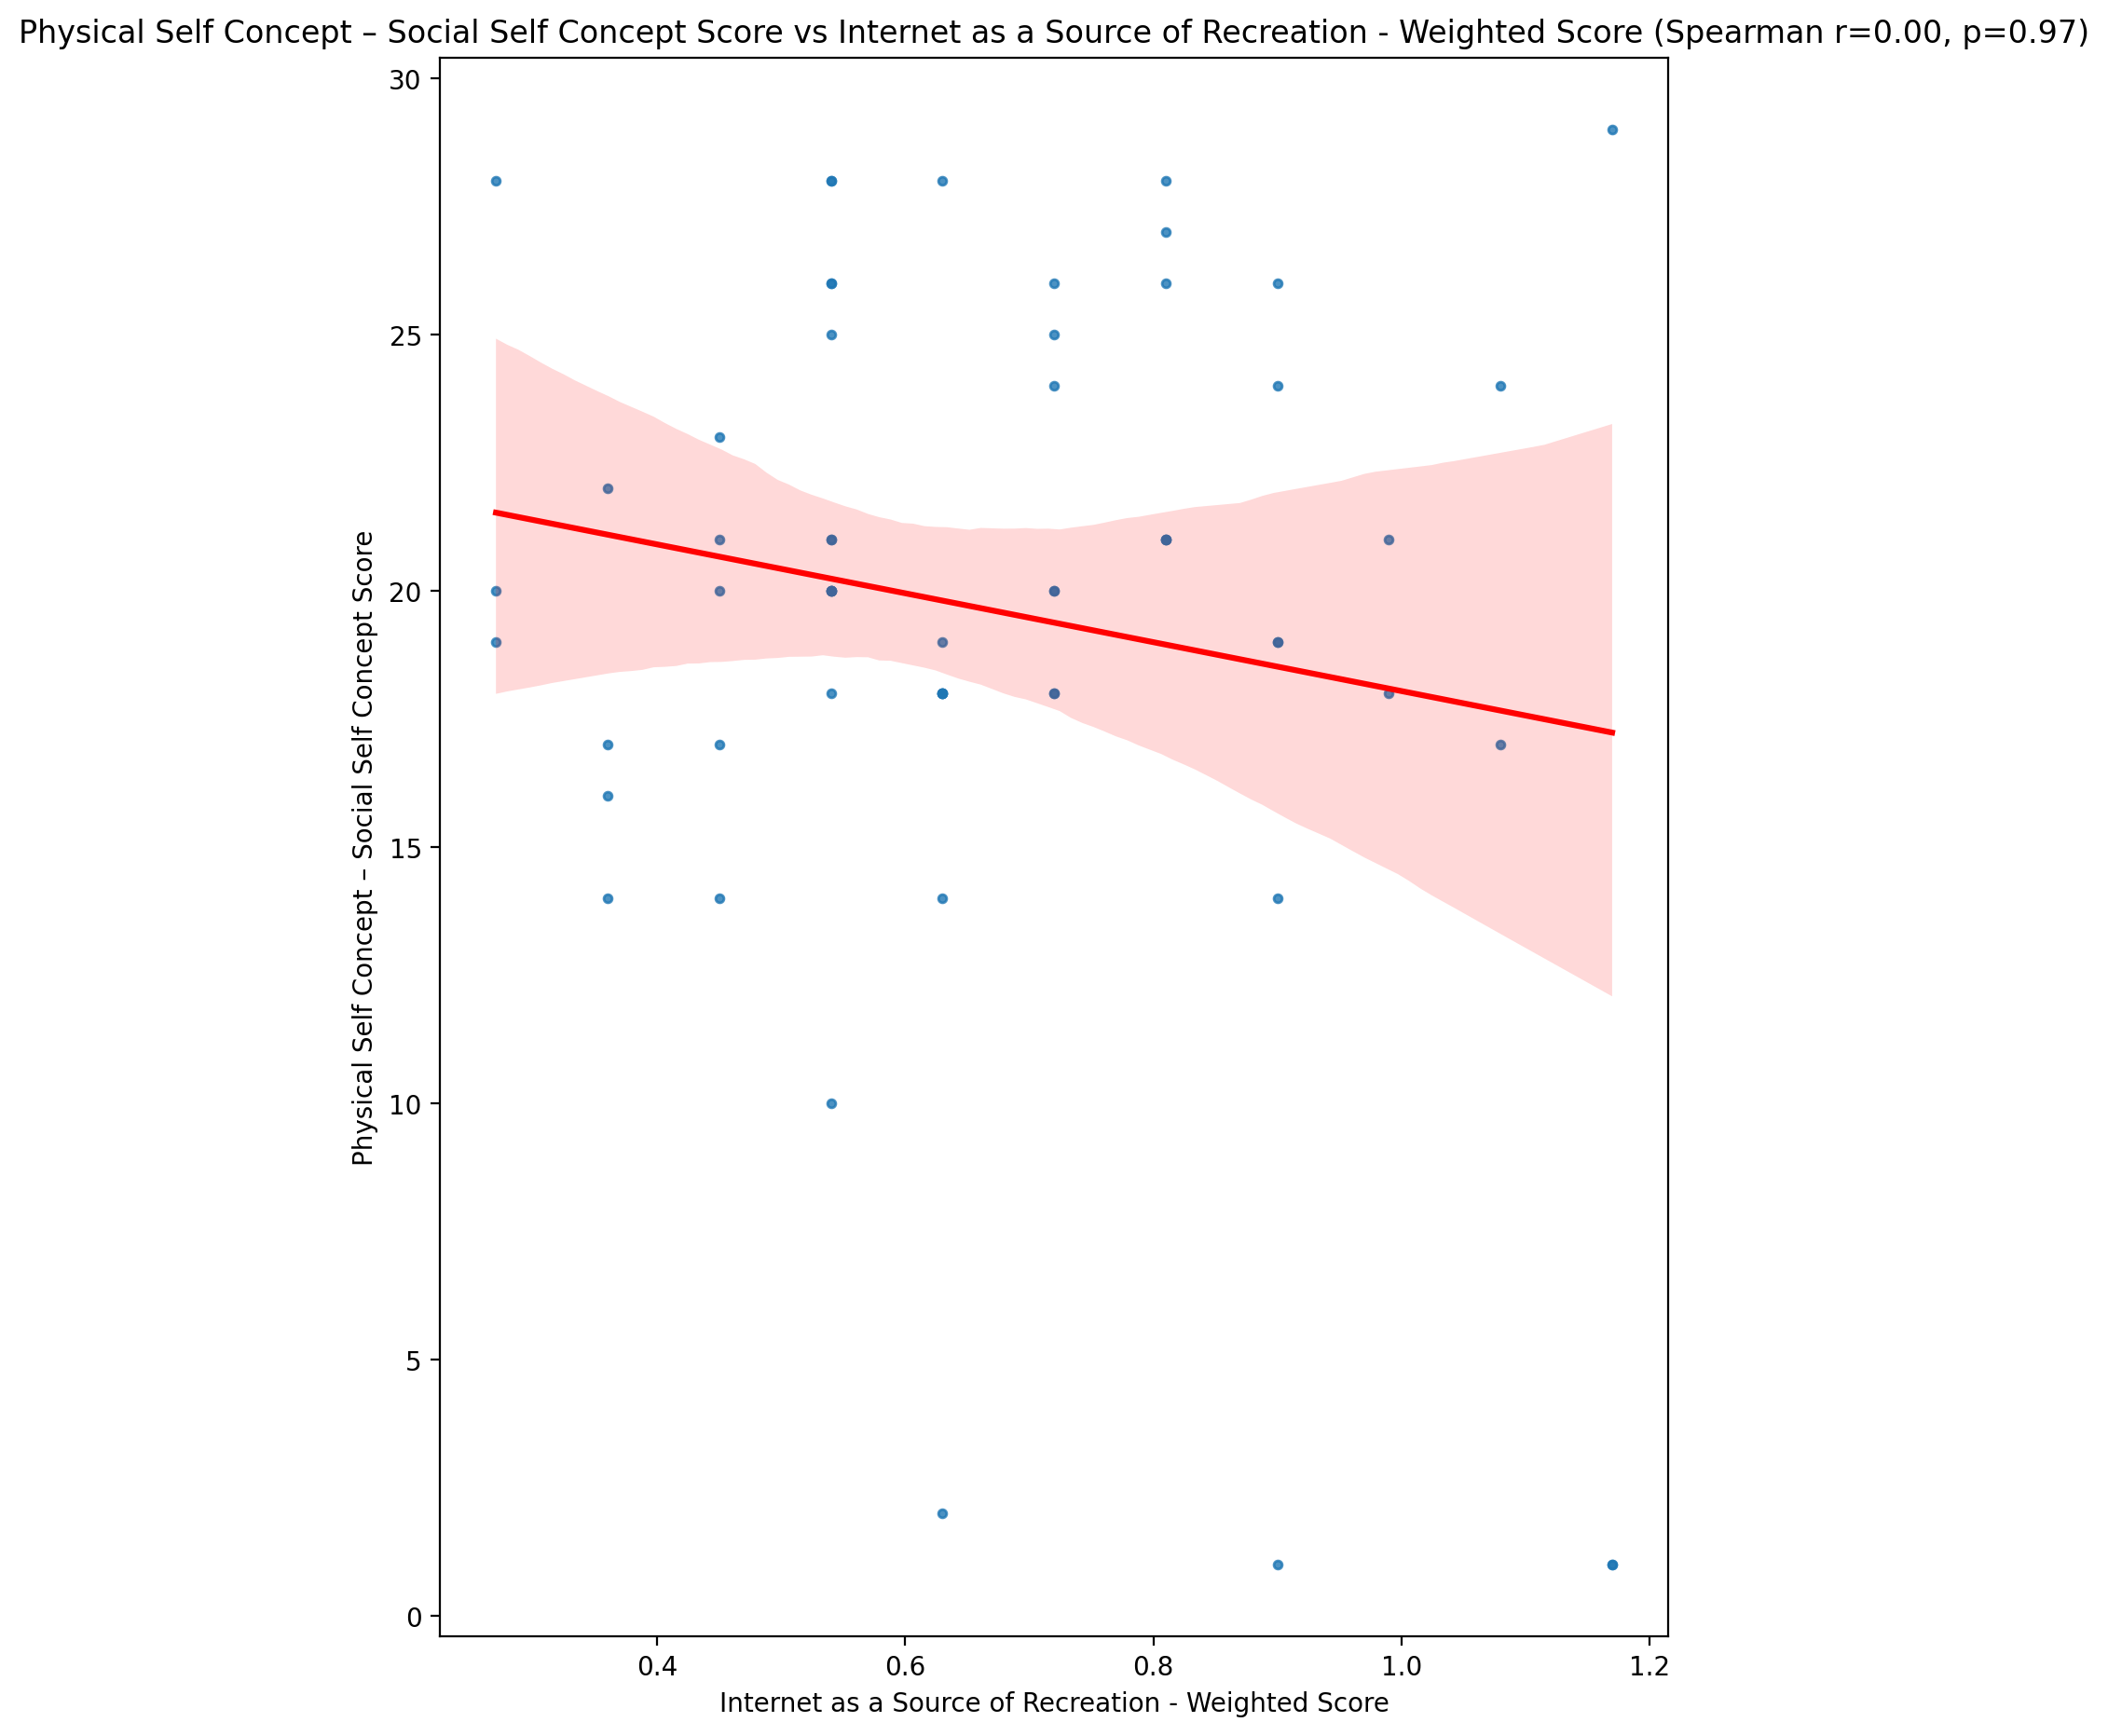 Physical Self Concept – Social Self Concept Score vs Internet as a Source of Recreation - Weighted Score (Spearman r=0.00, p=0.97)
30
25
20
15
10
5
0
Physical Self Concept – Social Self Concept Score
0.4 0.6 0.8 1.0 1.2
Internet as a Source of Recreation - Weighted Score